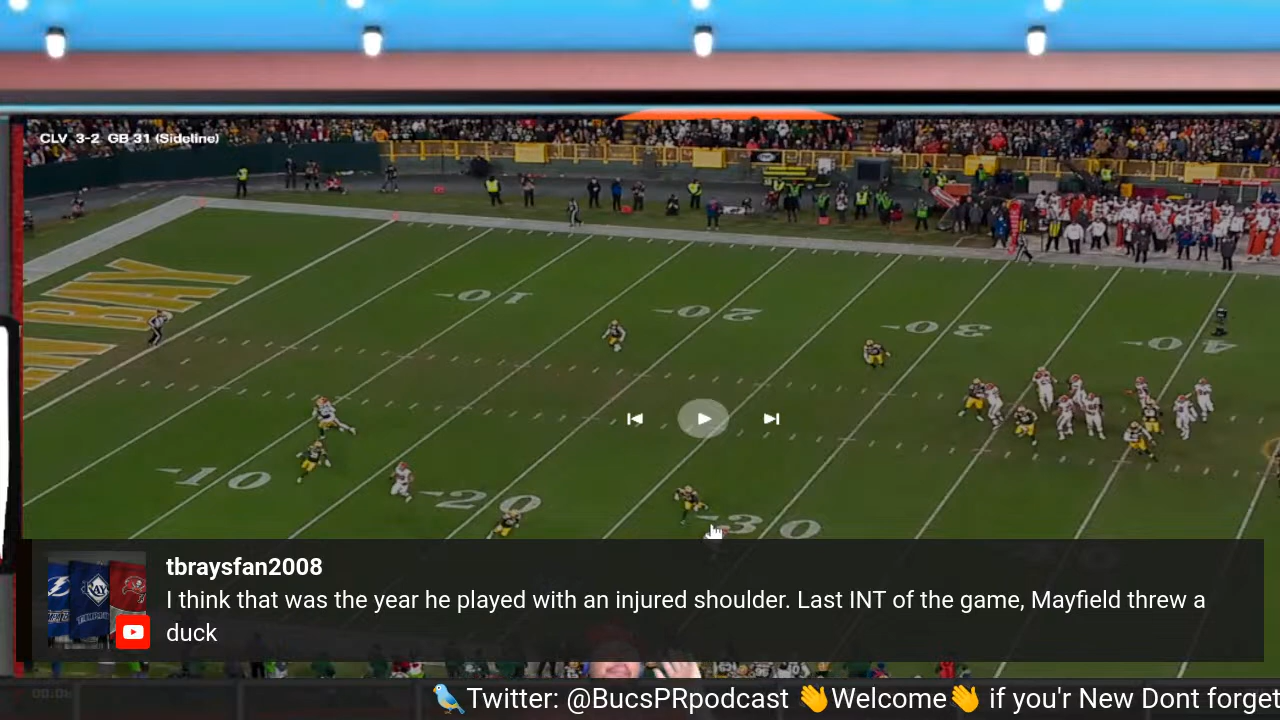 CLV 3-2 GB 31 (Sideline)
BAY
-10
-20
-30
-40
-10
-20
-30
tbraysfan2008
I think that was the year he played with an injured shoulder. Last INT of the game, Mayfield threw a
duck
🐦Twitter: @BucsPRpodcast 👋Welcome👋 if you'r New Dont forget